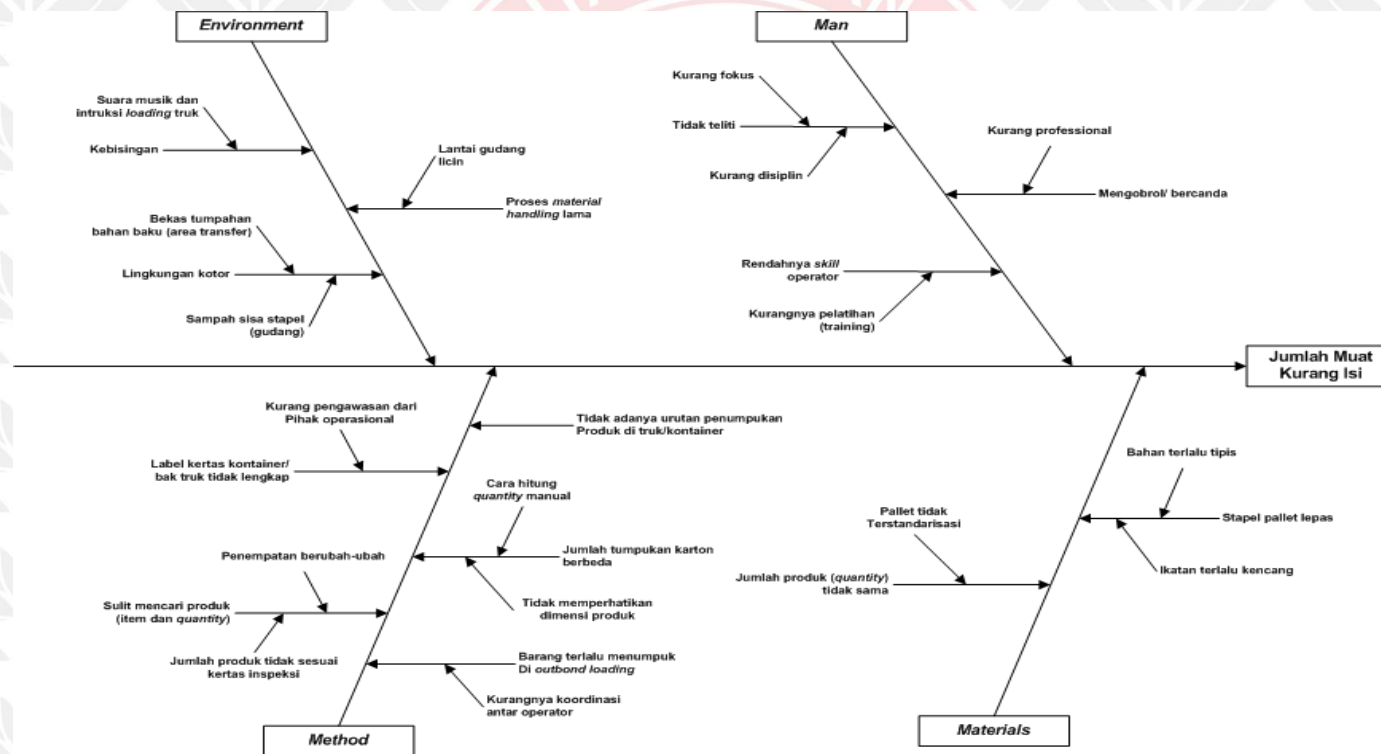 Environment
Man
Suara musik dan
intruksi loading truk
Kebisingan
Lantai gudang
licin
Proses material
handling lama
Bekas tumpahan
bahan baku (area transfer)
Lingkungan kotor
Sampah sisa stapel
(gudang)
Kurang fokus
Tidak teliti
Kurang disiplin
Kurang professional
Mengobrol/ bercanda
Rendahnya skill
operator
Kurangnya pelatihan
(training)
Jumlah Muat
Kurang Isi
Kurang pengawasan dari
Pihak operasional
Label kertas kontainer/
bak truk tidak lengkap
Tidak adanya urutan penumpukan
Produk di truk/kontainer
Cara hitung
quantity manual
Jumlah tumpukan karton
berbeda
Tidak memperhatikan
dimensi produk
Penempatan berubah-ubah
Sulit mencari produk
(item dan quantity)
Jumlah produk tidak sesuai
kertas inspeksi
Barang terlalu menumpuk
Di outbond loading
Kurangnya koordinasi
antar operator
Bahan terlalu tipis
Stapel pallet lepas
Ikatan terlalu kencang
Pallet tidak
Terstandarisasi
Jumlah produk (quantity)
tidak sama
Method
Materials